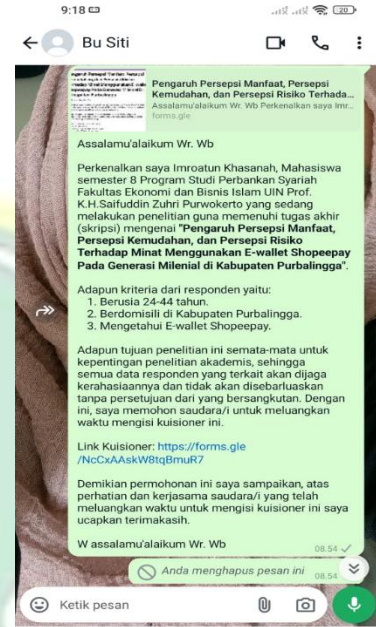 9:18
20
Bu Siti
Pengaruh Persepsi Manfaat, Persepsi
Kemudahan, dan Persepsi Risiko Terhada...
Assalamu'alaikum Wr. Wb Perkenalkan saya Imr...
forms.gle
Assalamu'alaikum Wr. Wb
Perkenalkan saya Imroatun Khasanah, Mahasiswa
semester 8 Program Studi Perbankan Syariah
Fakultas Ekonomi dan Bisnis Islam UIN Prof.
K.H.Saifuddin Zuhri Purwokerto yang sedang
melakukan penelitian guna memenuhi tugas akhir
(skripsi) mengenai "Pengaruh Persepsi Manfaat,
Persepsi Kemudahan, dan Persepsi Risiko
Terhadap Minat Menggunakan E-wallet Shopeepay
Pada Generasi Milenial di Kabupaten Purbalingga".
Adapun kriteria dari responden yaitu:
1. Berusia 24-44 tahun.
2. Berdomisili di Kabupaten Purbalingga.
3. Mengetahui E-wallet Shopeepay.
Adapun tujuan penelitian ini semata-mata untuk
kepentingan penelitian akademis, sehingga
semua data responden yang terkait akan dijaga
kerahasiaannya dan tidak akan disebarluaskan
tanpa persetujuan dari yang bersangkutan. Dengan
ini, saya memohon saudara/i untuk meluangkan
waktu mengisi kuisioner ini.
Link Kuisioner: https://forms.gle
/NcCxAAskW8tqBmuR7
Demikian permohonan ini saya sampaikan, atas
perhatian dan kerjasama saudara/i yang telah
meluangkan waktu untuk mengisi kuisioner ini saya
ucapkan terimakasih.
W assalamu'alaikum Wr. Wb
08.54
Anda menghapus pesan ini
08.54
Ketik pesan